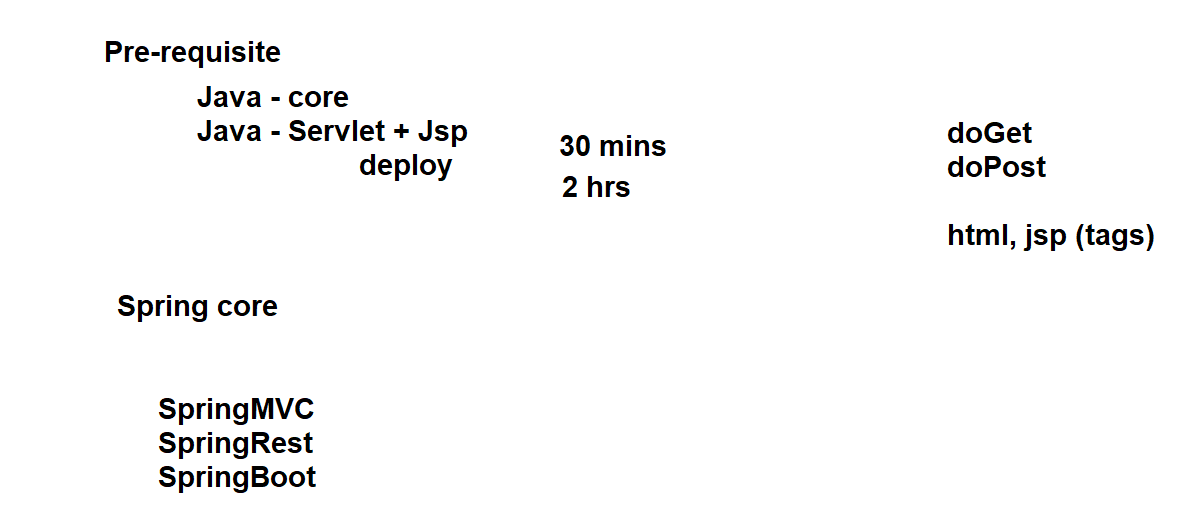 Pre-requisite
Java - core
Java - Servlet + Jsp
deploy
30 mins
2 hrs
doGet
doPost
html, jsp (tags)
Spring core
SpringMVC
SpringRest
SpringBoot